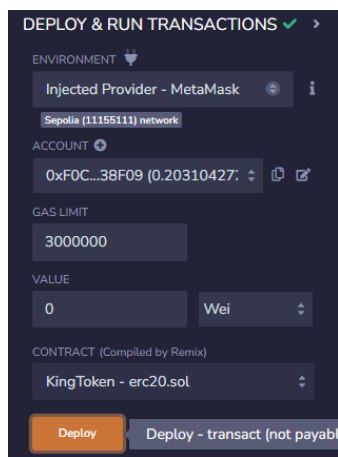 DEPLOY & RUN TRANSACTIONS
ENVIRONMENT
Injected Provider - MetaMask
Sepolia (11155111) network
ACCOUNT
0xF0C...38F09 (0.20310427
GAS LIMIT
3000000
VALUE
0 Wei
CONTRACT (Compiled by Remix)
KingToken - erc20.sol
Deploy Deploy - transact (not payabl